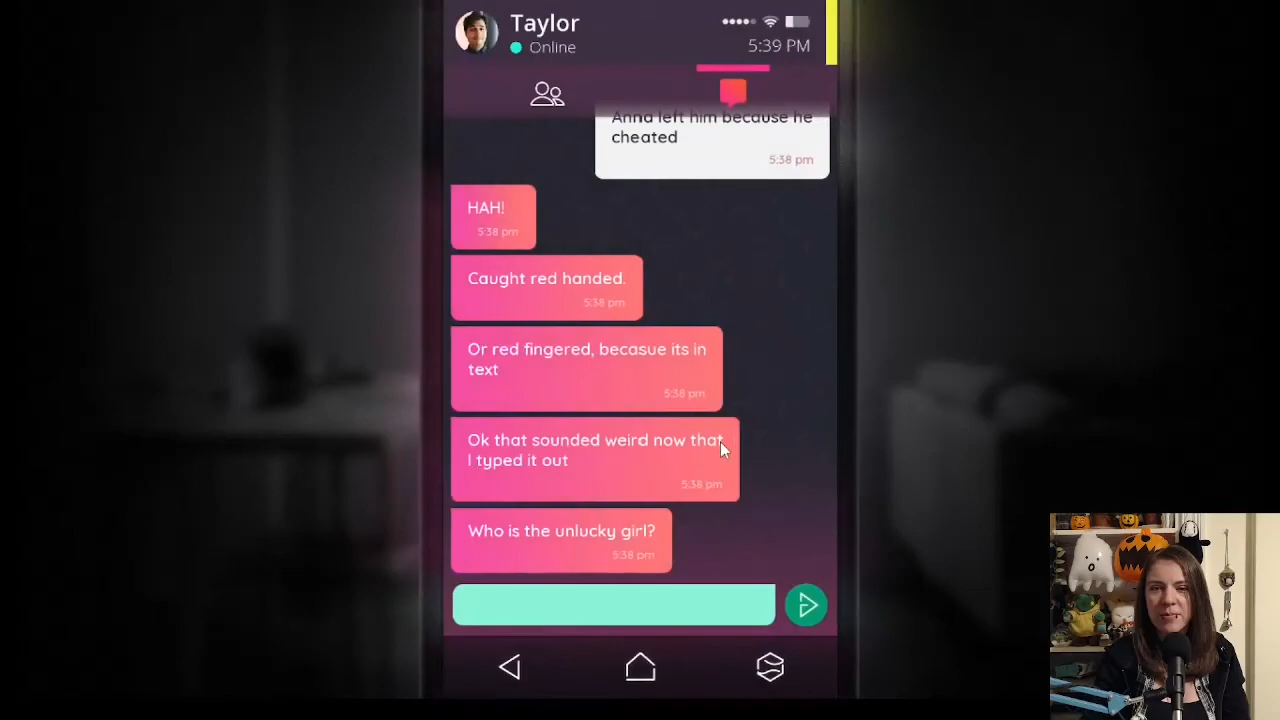 Taylor
Online
5:39 PM
Anna left him because he
cheated
5:38 pm
HAH!
5:38 pm
Caught red handed.
5:38 pm
Or red fingered, becasue its in
text
5:38 pm
Ok that sounded weird now that
I typed it out
5:38 pm
Who is the unlucky girl?
5:38 pm